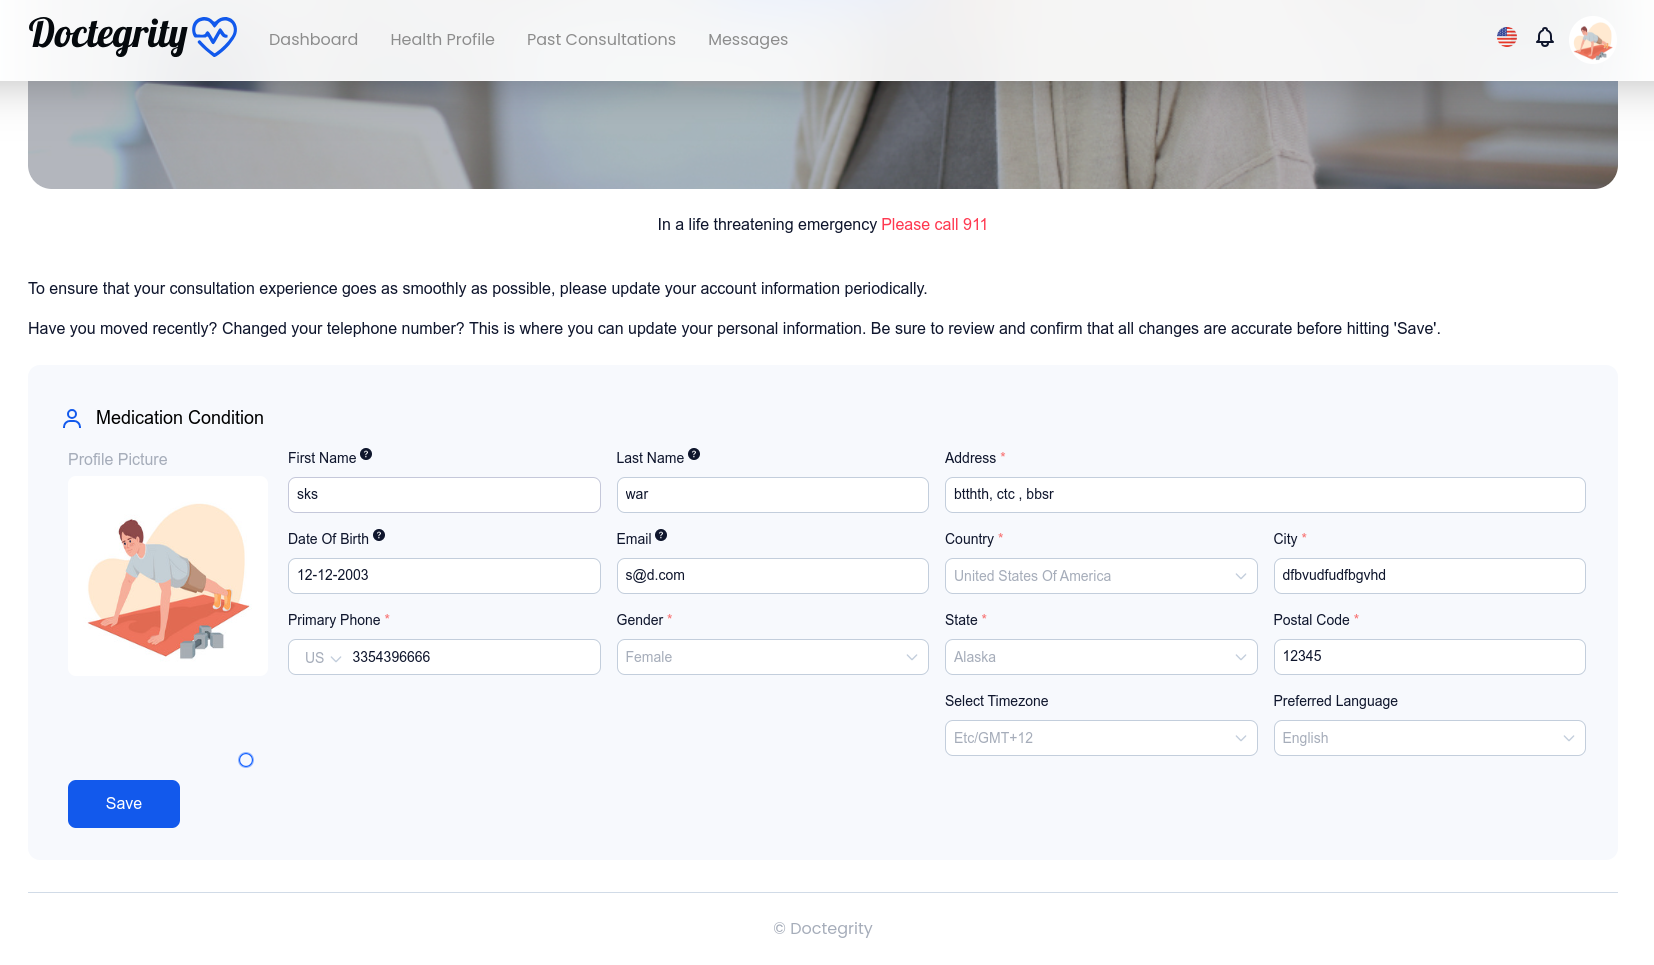 Doctegrity
Dashboard
Health Profile
Past Consultations
Messages
In a life threatening emergency Please call 911
To ensure that your consultation experience goes as smoothly as possible, please update your account information periodically.
Have you moved recently? Changed your telephone number? This is where you can update your personal information. Be sure to review and confirm that all changes are accurate before hitting 'Save'.
Medication Condition
Profile Picture
First Name ?
sks
Last Name ?
war
Address *
btthth, ctc , bbsr
Date Of Birth ?
12-12-2003
Email ?
s@d.com
Country *
United States Of America
City *
dfbvudfudfbgvhd
Primary Phone *
US 3354396666
Gender *
Female
State *
Alaska
Postal Code *
12345
Select Timezone
Etc/GMT+12
Preferred Language
English
Save
© Doctegrity